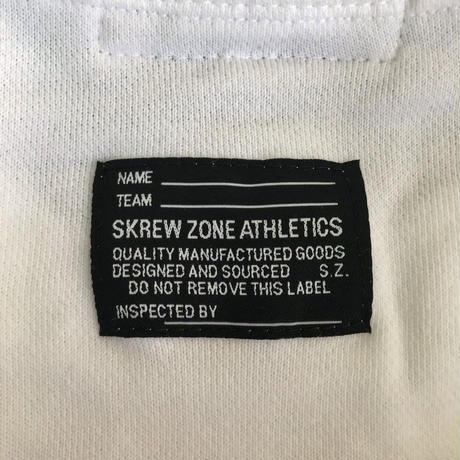 NAME
TEAM
SKREW ZONE ATHLETICS
QUALITY MANUFACTURED GOODS
DESIGNED AND SOURCED S.Z.
DO NOT REMOVE THIS LABEL
INSPECTED BY